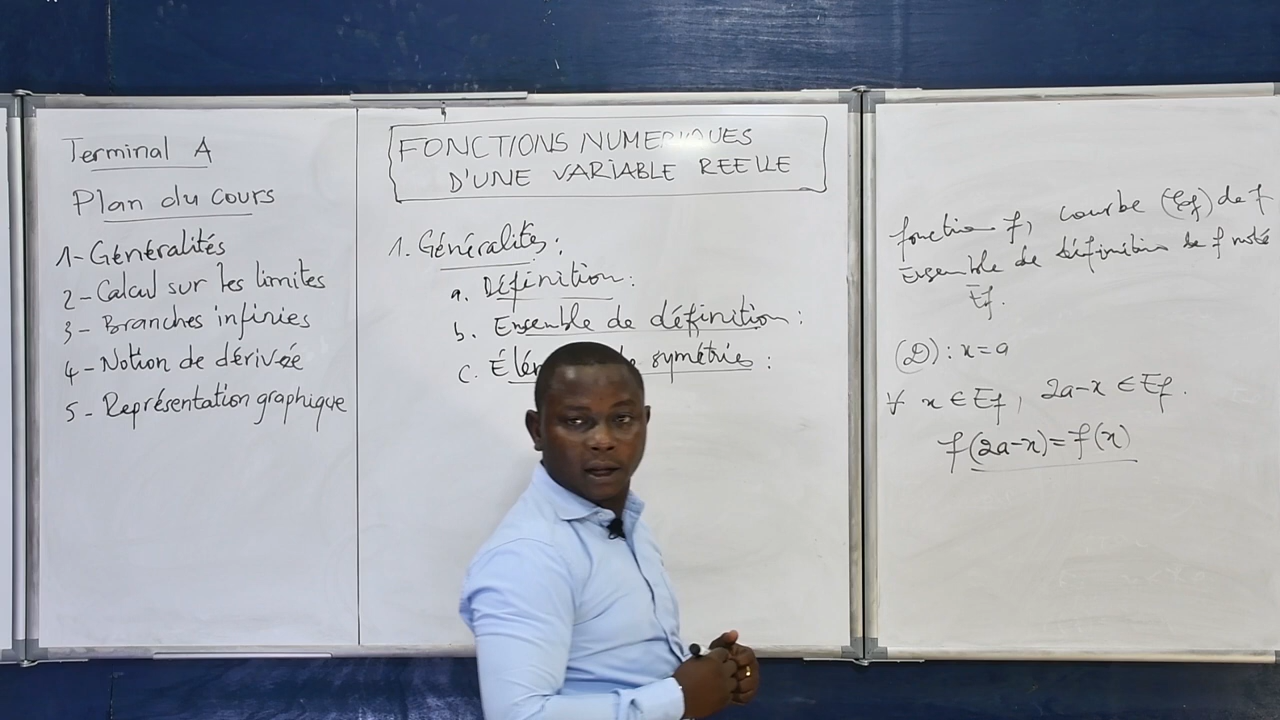 Terminal A
Plan du cours
1- Généralités
2- Calcul sur les limites
3- Branches infinies
4- Notion de dérivée
5- Représentation graphique
FONCTIONS NUMERIQUES
D'UNE VARIABLE REELLE
1. Généralités:
a. Définition:
b. Ensemble de définition:
c. symétrie:
fonction f, courbe (Cf) de f
Ensemble de définition de f noté
Ef.
(D): x=a
∀ x ∈ Ef, 2a-x ∈ Ef.
f(2a-x)=f(x)